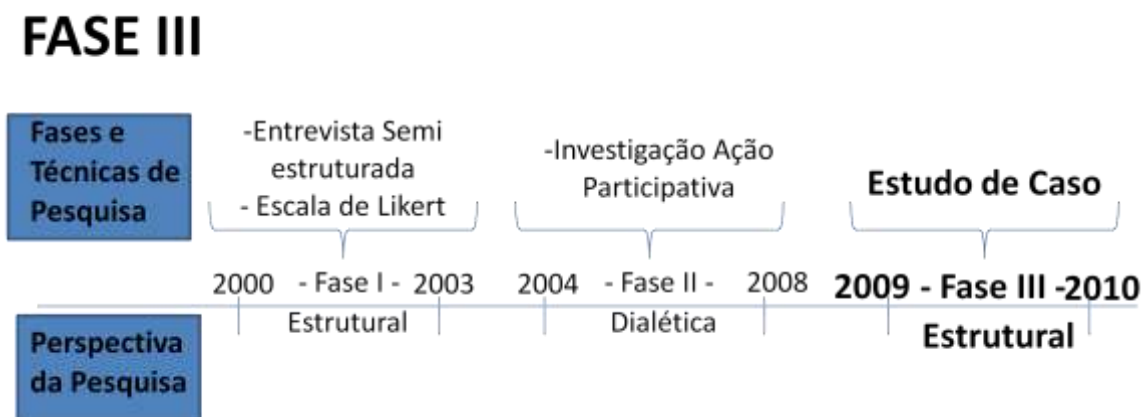 FASE III
Fases e
Técnicas de
Pesquisa
-Entrevista Semi
estruturada
- Escala de Likert
-Investigação Ação
Participativa
Estudo de Caso
2000 - Fase I - 2003
2004 - Fase II - 2008
2009 - Fase III -2010
Perspectiva
da Pesquisa
Estrutural
Dialética
Estrutural